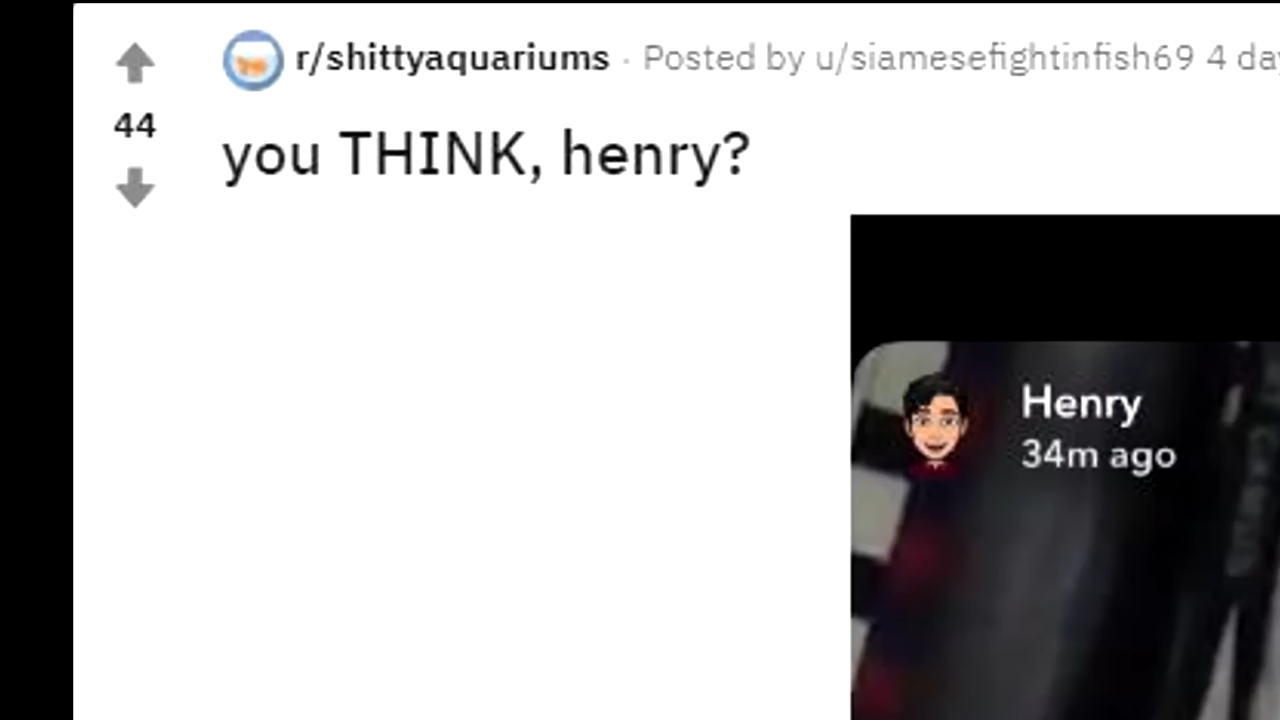 r/shittyaquariums · Posted by u/siamesefightinfish69 4 day
44
you THINK, henry?
Henry
34m ago